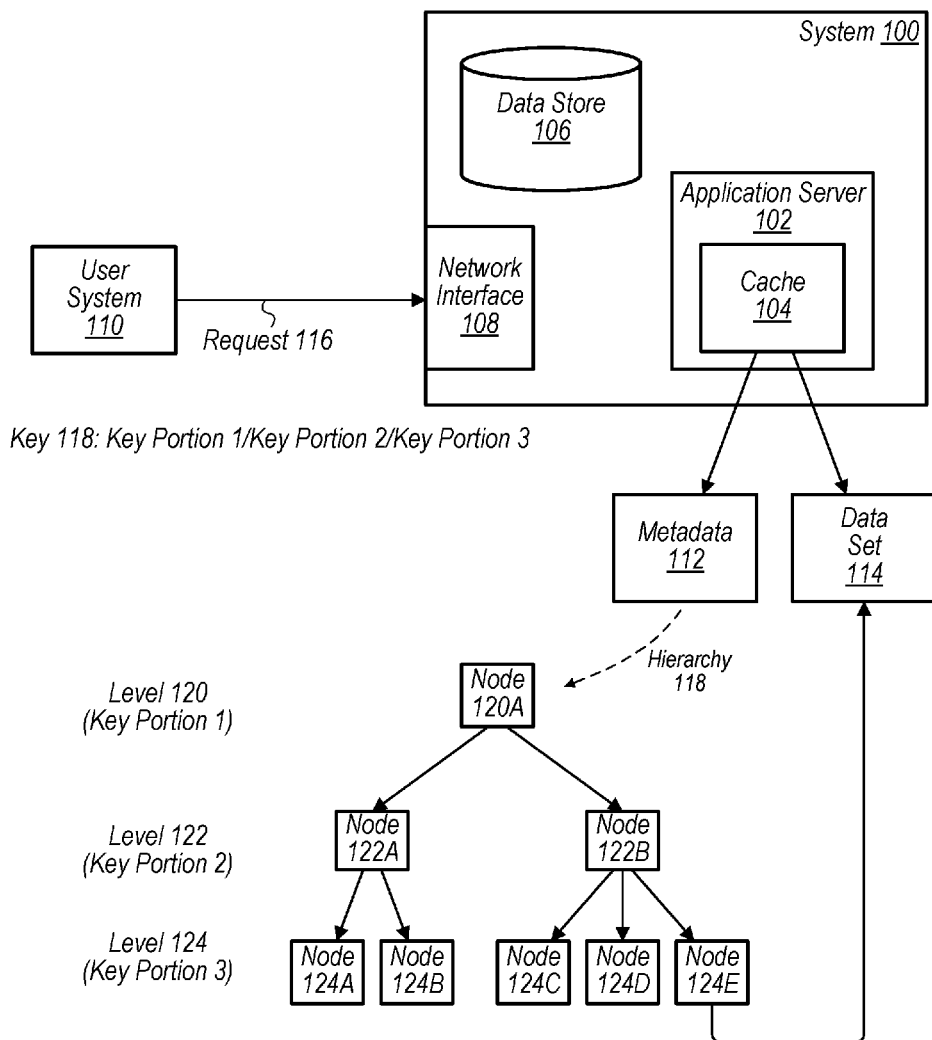 System 100
Data Store
106
Application Server
102
Cache
104
User
System
110
Network
Interface
108
Request 116
Key 118: Key Portion 1/Key Portion 2/Key Portion 3
Metadata
112
Data
Set
114
Hierarchy
118
Level 120
(Key Portion 1)
Node
120A
Level 122
(Key Portion 2)
Node
122A
Node
122B
Level 124
(Key Portion 3)
Node
124A
Node
124B
Node
124C
Node
124D
Node
124E